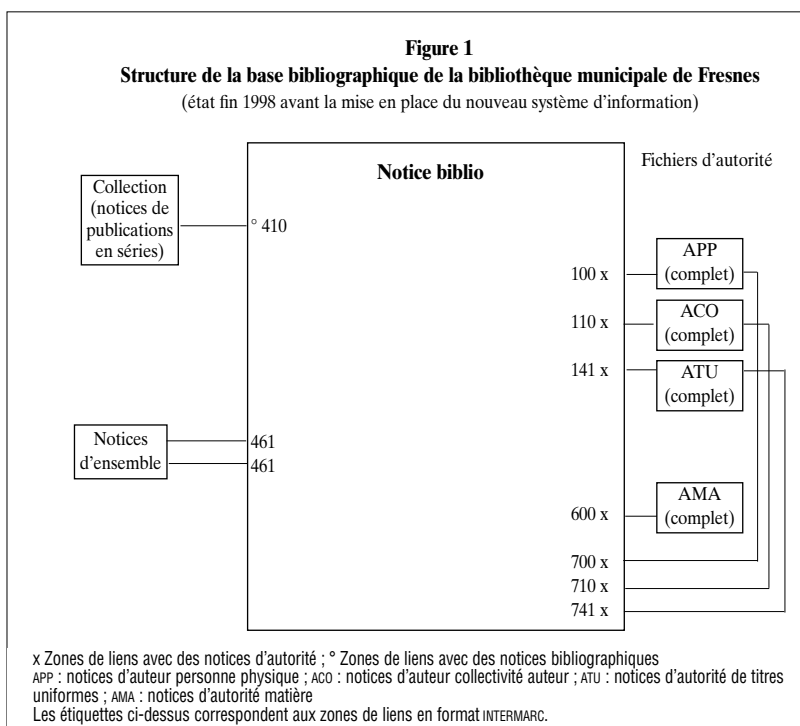 Figure 1
Structure de la base bibliographique de la bibliothèque municipale de Fresnes
(état fin 1998 avant la mise en place du nouveau système d'information)
Notice biblio
Fichiers d'autorité
Collection
(notices de
publications
en séries)
° 410
100 x
APP
(complet)
110 x
ACO
(complet)
141 x
ATU
(complet)
Notices
d'ensemble
461
461
600 x
AMA
(complet)
700 x
710 x
741 x
x Zones de liens avec des notices d'autorité ; ° Zones de liens avec des notices bibliographiques
APP : notices d'auteur personne physique ; ACO : notices d'auteur collectivité auteur ; ATU : notices d'autorité de titres
uniformes ; AMA : notices d'autorité matière
Les étiquettes ci-dessus correspondent aux zones de liens en format INTERMARC.